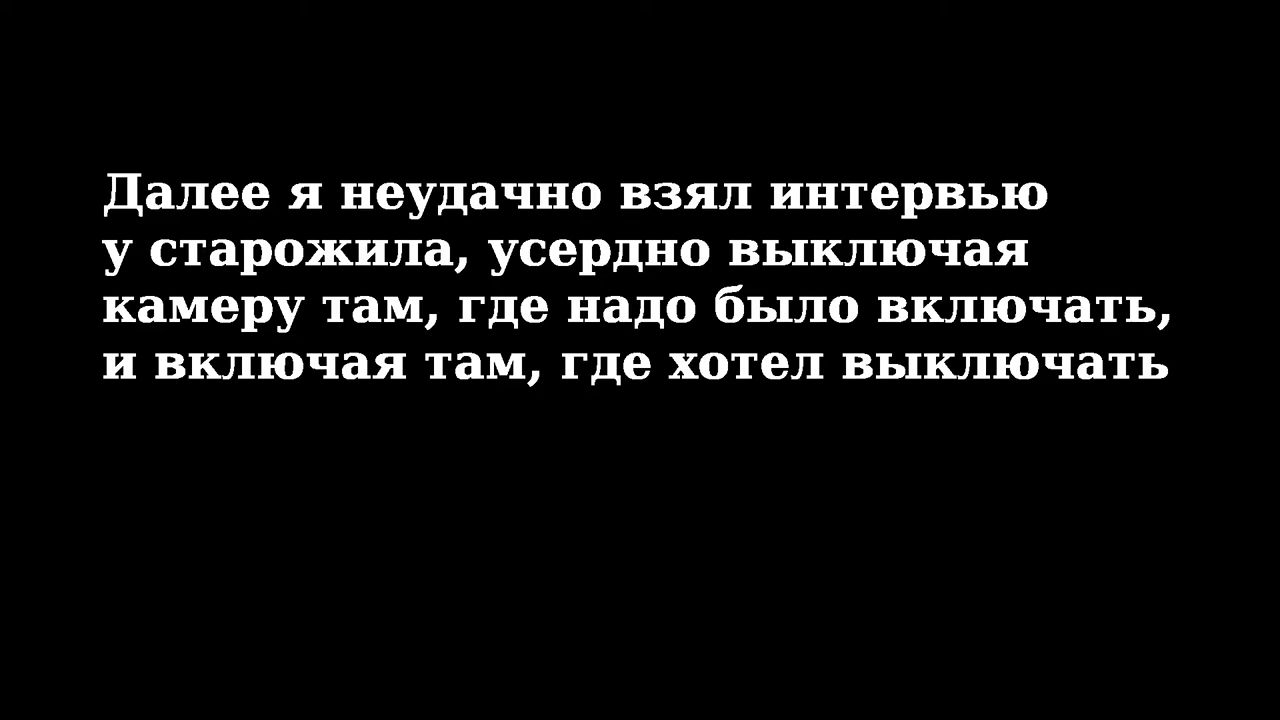 Далее я неудачно взял интервью
у старожила, усердно выключая
камеру там, где надо было включать,
и включая там, где хотел выключать